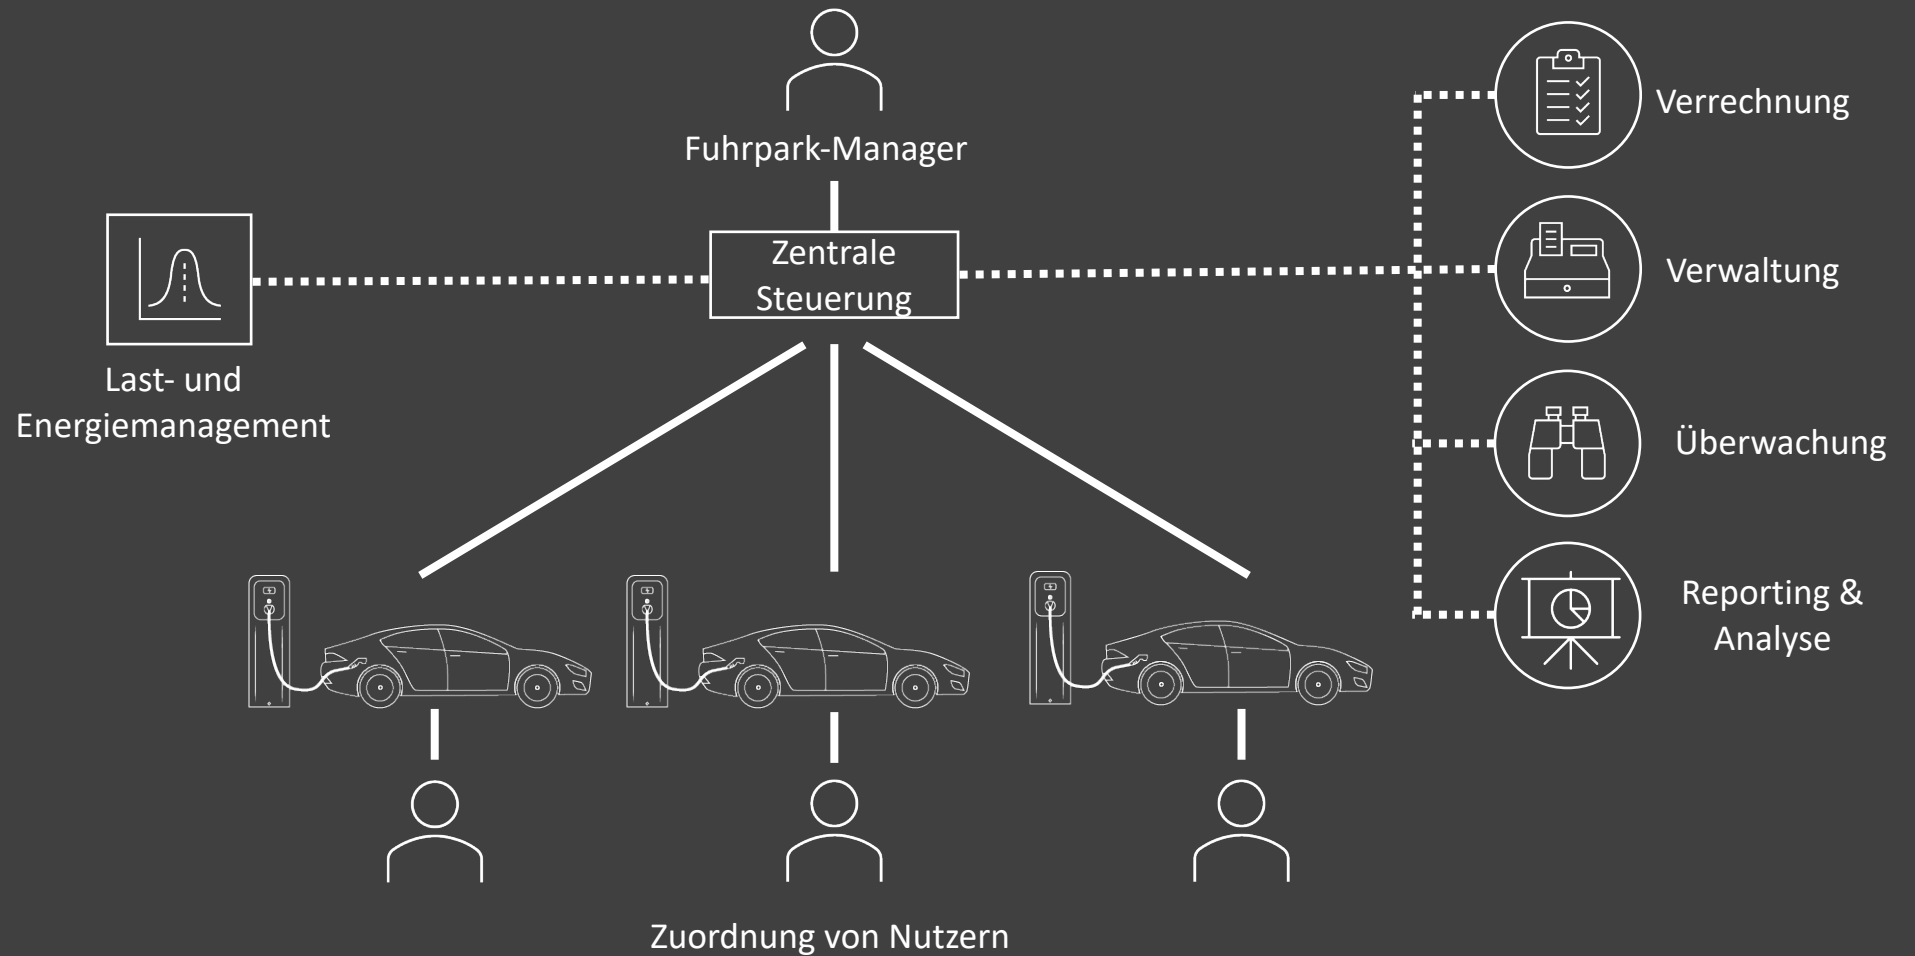 Fuhrpark-Manager
Zentrale
Steuerung
Last- und
Energiemanagement
Verrechnung
Verwaltung
Überwachung
Reporting &
Analyse
Zuordnung von Nutzern